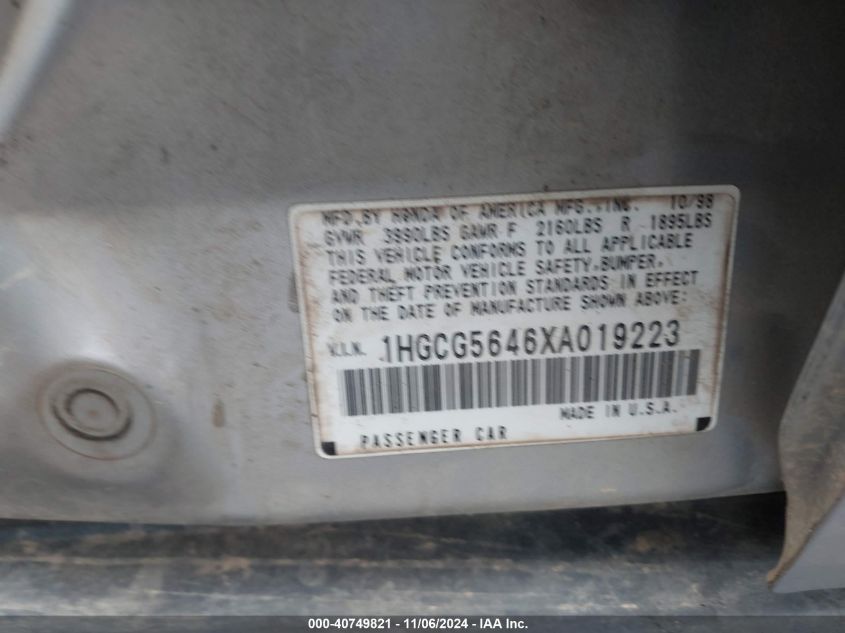 MFD. BY HONDA OF AMERICA MFG., INC. 10/98
GVWR 3990LBS GAWR F 2160LBS R 1895LBS
THIS VEHICLE CONFORMS TO ALL APPLICABLE
FEDERAL MOTOR VEHICLE SAFETY, BUMPER,
AND THEFT PREVENTION STANDARDS IN EFFECT
ON THE DATE OF MANUFACTURE SHOWN ABOVE:
V.I.N. 1HGCG5646XA019223
MADE IN U.S.A.
PASSENGER CAR
000-40749821 - 11/06/2024 - IAA Inc.